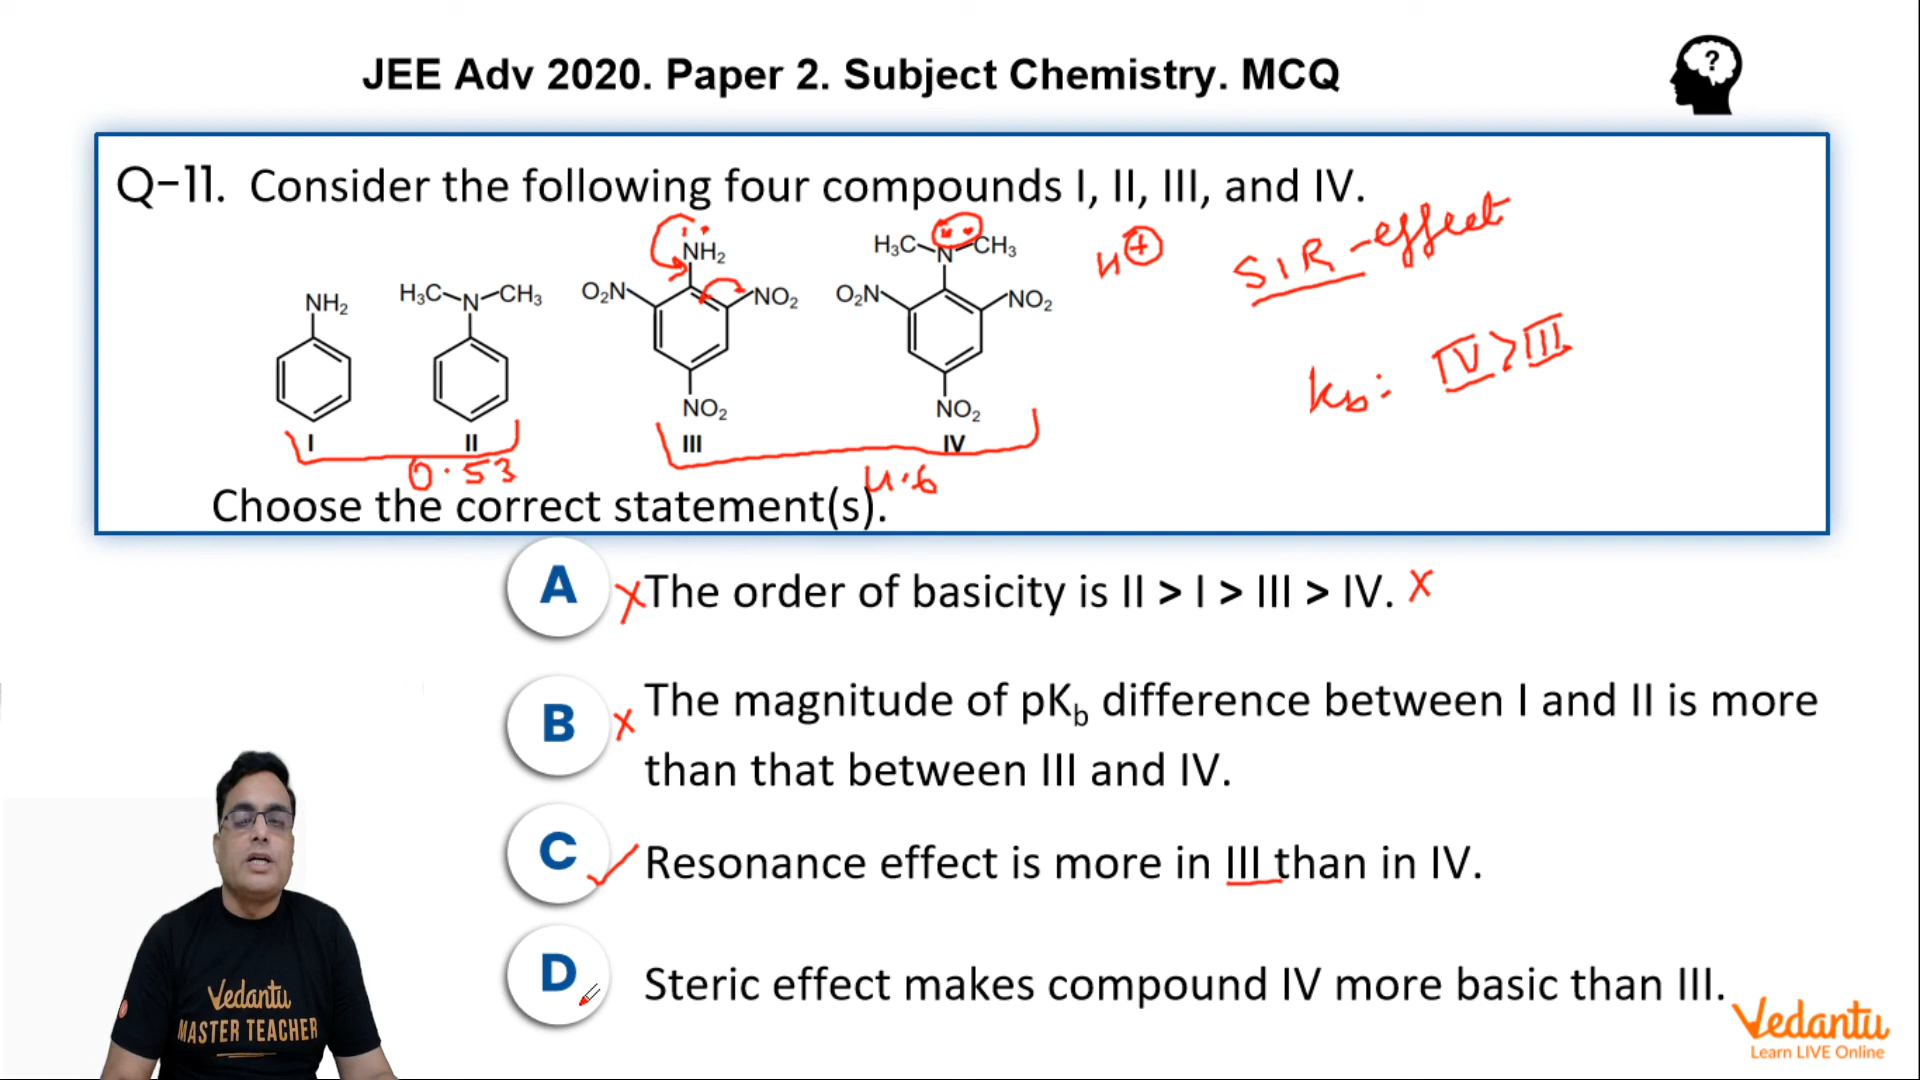 JEE Adv 2020. Paper 2. Subject Chemistry. MCQ
?
Q-11. Consider the following four compounds I, II, III, and IV.
NH2
H3C N CH3
O2N NH2 NO2
NO2
H3C N CH3
O2N NO2
NO2
I II III IV
0.53
4.6
H+
SIR-effect
Kb: IV > III
Choose the correct statement(s).
A The order of basicity is II > I > III > IV.
B The magnitude of pKb difference between I and II is more
than that between III and IV.
C Resonance effect is more in III than in IV.
D Steric effect makes compound IV more basic than III.
Vedantu
MASTER TEACHER
Vedantu
Learn LIVE Online